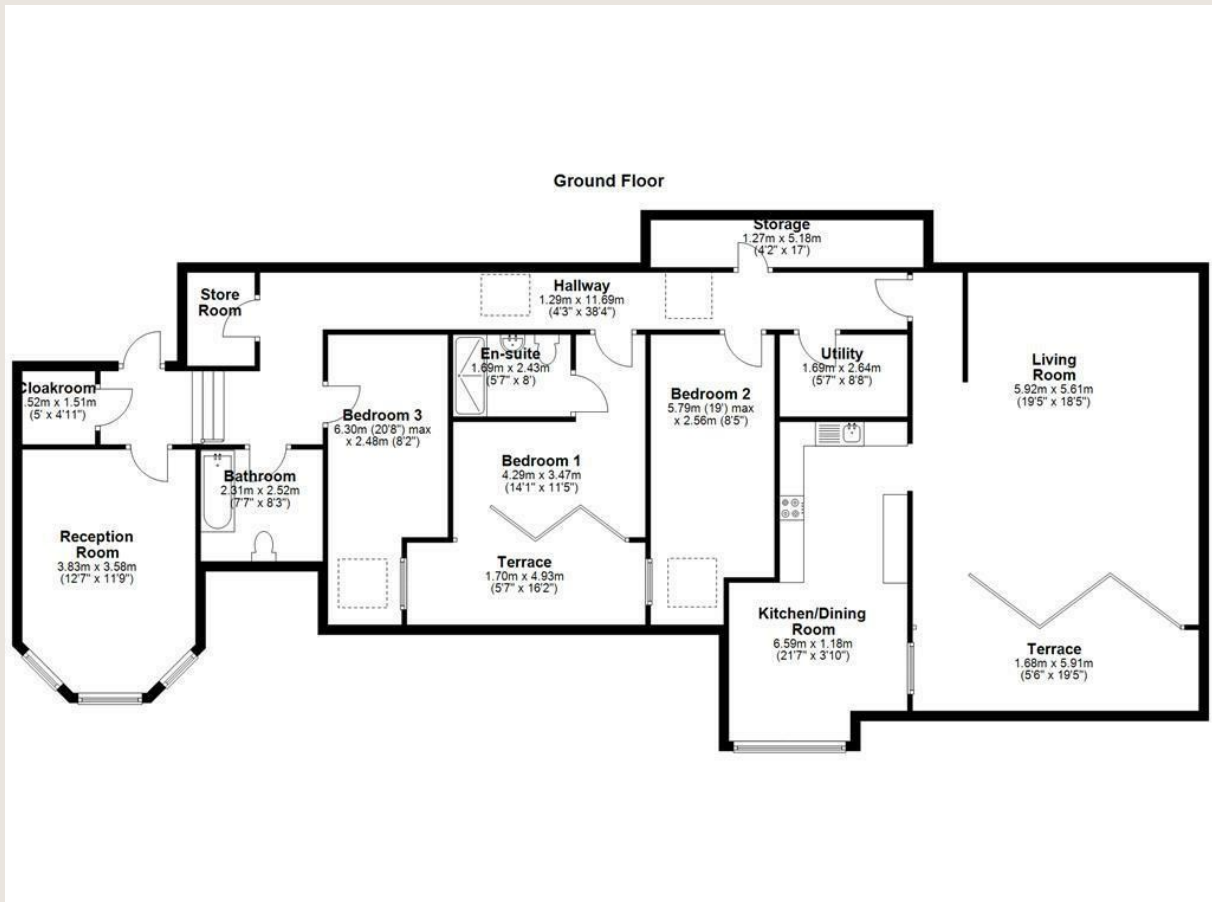 Ground Floor
Storage
1.27m x 5.18m
(4'2" x 17')
Hallway
1.29m x 11.69m
(4'3" x 38'4")
Store
Room
En-suite
1.69m x 2.43m
(5'7" x 8')
Utility
1.69m x 2.64m
(5'7" x 8'8")
Living
Room
5.92m x 5.61m
(19'5" x 18'5")
Cloakroom
.52m x 1.51m
(5' x 4'11")
Bedroom 3
6.30m (20'8") max
x 2.48m (8'2")
Bedroom 2
5.79m (19') max
x 2.56m (8'5")
Bedroom 1
4.29m x 3.47m
(14'1" x 11'5")
Bathroom
2.31m x 2.52m
(7'7" x 8'3")
Reception
Room
3.83m x 3.58m
(12'7" x 11'9")
Terrace
1.70m x 4.93m
(5'7" x 16'2")
Kitchen/Dining
Room
6.59m x 1.18m
(21'7" x 3'10")
Terrace
1.68m x 5.91m
(5'6" x 19'5")